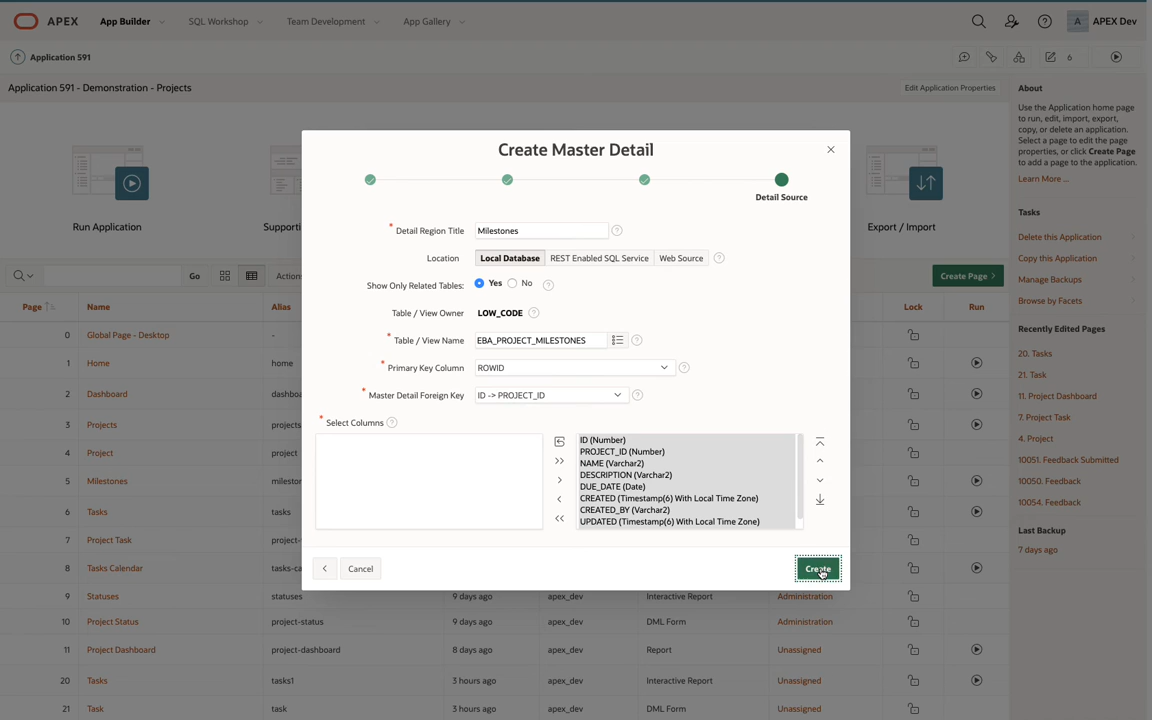 APEX App Builder SQL Workshop Team Development App Gallery A APEX Dev
Application 591 6
Application 591 - Demonstration - Projects Edit Application Properties
About
Use the Application home page
to run, edit, import, export,
copy, or delete an application.
Select a page to edit the page
properties, or click Create Page
to add a page to the application.
Learn More ...
Run Application
Supporti
Export / Import
Tasks
Delete this Application
Copy this Application
Manage Backups
Browse by Facets
Go Actions Create Page >
Recently Edited Pages
20. Tasks
21. Task
11. Project Dashboard
7. Project Task
4. Project
10051. Feedback Submitted
10050. Feedback
10054. Feedback
Last Backup
7 days ago
Create Master Detail
Detail Source
* Detail Region Title Milestones
Location Local Database REST Enabled SQL Service Web Source
Show Only Related Tables: Yes No
Table / View Owner LOW_CODE
* Table / View Name EBA_PROJECT_MILESTONES
* Primary Key Column ROWID
* Master Detail Foreign Key ID -> PROJECT_ID
* Select Columns
ID (Number)
PROJECT_ID (Number)
NAME (Varchar2)
DESCRIPTION (Varchar2)
DUE_DATE (Date)
CREATED (Timestamp(6) With Local Time Zone)
CREATED_BY (Varchar2)
UPDATED (Timestamp(6) With Local Time Zone)
Cancel Create
Page Name Alias Lock Run
0 Global Page - Desktop -
1 Home home
2 Dashboard dashboa
3 Projects projects
4 Project project
5 Milestones milestor
6 Tasks tasks
7 Project Task project-
8 Tasks Calendar tasks-ca
9 Statuses statuses 9 days ago apex_dev Interactive Report Administration
10 Project Status project-status 9 days ago apex_dev DML Form Administration
11 Project Dashboard project-dashboard 8 days ago apex_dev Report Unassigned
20 Tasks tasks1 3 hours ago apex_dev Interactive Report Unassigned
21 Task task 3 hours ago apex_dev DML Form Unassigned